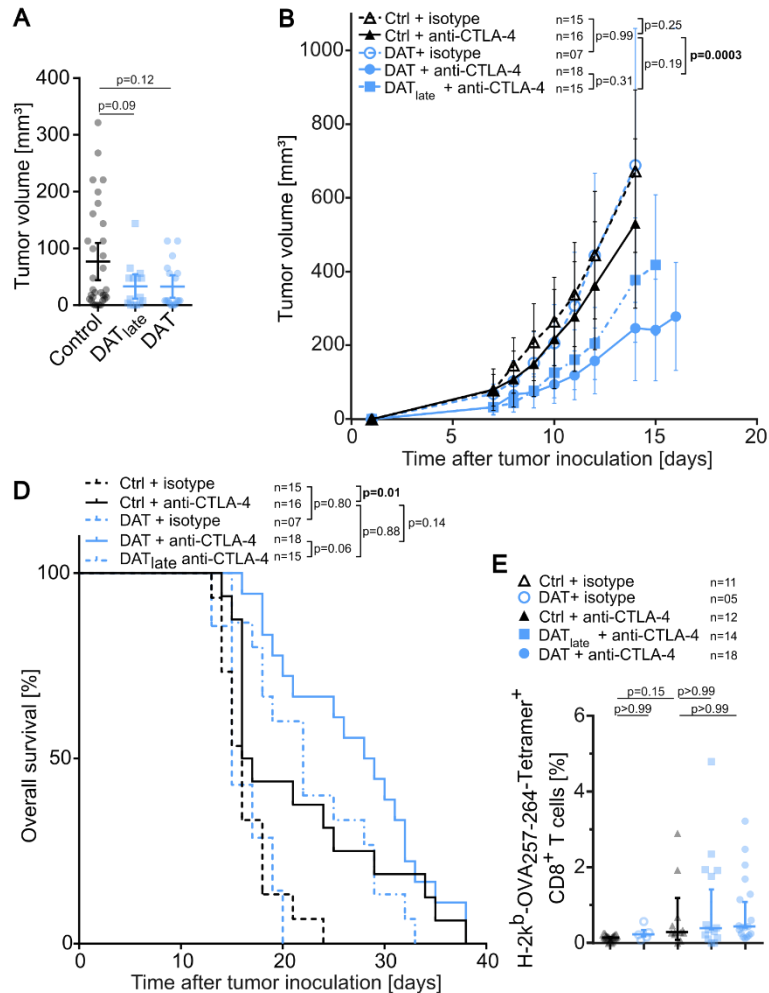 A
p=0.12
p=0.09
Tumor volume [mm³]
400
300
200
100
0
Control
DATlate
DAT
B
Ctrl + isotype n=15
Ctrl + anti-CTLA-4 n=16
DAT+ isotype n=07
DAT + anti-CTLA-4 n=18
DATlate + anti-CTLA-4 n=15
p=0.99
p=0.31
p=0.25
p=0.19
p=0.0003
Tumor volume [mm³]
1000
800
600
400
200
0
0 5 10 15 20
Time after tumor inoculation [days]
D
Ctrl + isotype n=15
Ctrl + anti-CTLA-4 n=16
DAT + isotype n=07
DAT + anti-CTLA-4 n=18
DATlate anti-CTLA-4 n=15
p=0.80
p=0.06
p=0.01
p=0.88
p=0.14
Overall survival [%]
100
50
0
0 10 20 30 40
Time after tumor inoculation [days]
E
Ctrl + isotype n=11
DAT+ isotype n=05
Ctrl + anti-CTLA-4 n=12
DATlate + anti-CTLA-4 n=14
DAT + anti-CTLA-4 n=18
p=0.15 p>0.99
p>0.99 p>0.99
H-2kb-OVA257-264-Tetramer+
CD8+ T cells [%]
6
4
2
0